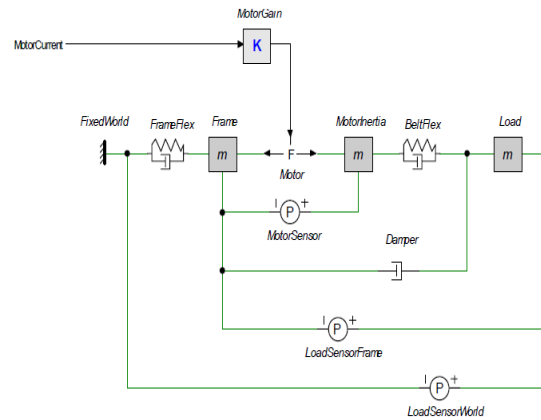 MotorGain
MotorCurrent
K
FixedWorld
FrameFlex
Frame
MotorInertia
BeltFlex
Load
m
F
m
m
Motor
P
MotorSensor
Damper
P
LoadSensorFrame
P
LoadSensorWorld